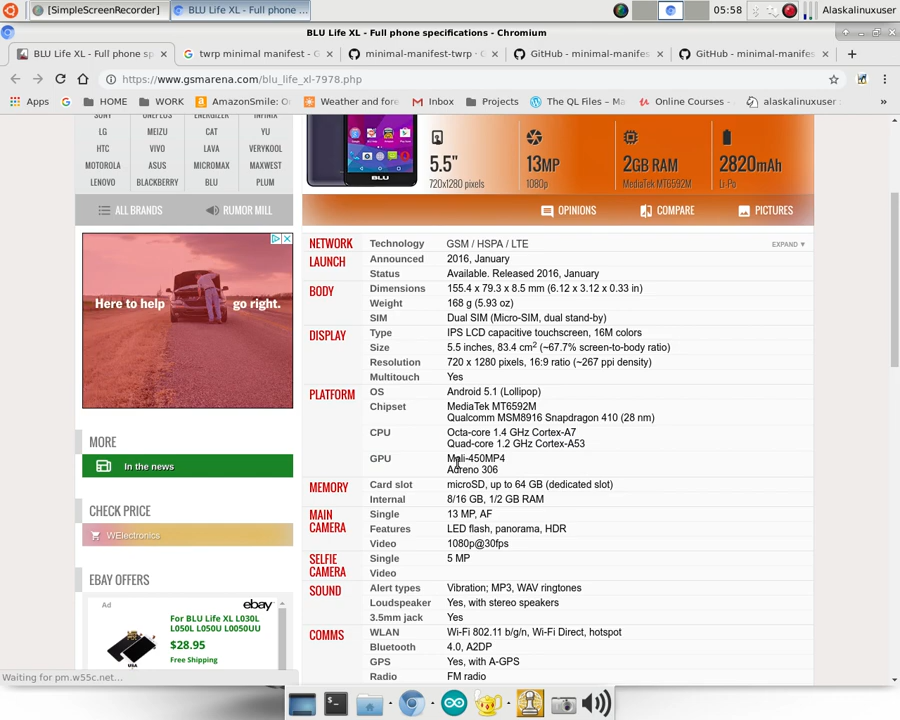 [SimpleScreenRecorder]
BLU Life XL - Full phone ...
05:58
Alaskalinuxuser
BLU Life XL - Full phone specifications - Chromium
BLU Life XL - Full phone sp
twrp minimal manifest - G
minimal-manifest-twrp · G
GitHub - minimal-manifes
GitHub - minimal-manifes
https://www.gsmarena.com/blu_life_xl-7978.php
Apps
HOME
WORK
AmazonSmile:
Weather and fore
Inbox
Projects
The QL Files – Ma
Online Courses -
alaskalinuxuser
»
SONY ONEPLUS ENERGIZER INFINIX
LG MEIZU CAT YU
HTC VIVO LAVA VERYKOOL
MOTOROLA ASUS MICROMAX MAXWEST
LENOVO BLACKBERRY BLU PLUM
ALL BRANDS
RUMOR MILL
BLU
5.5"
720x1280 pixels
13MP
1080p
2GB RAM
MediaTek MT6592M
2820mAh
Li-Po
OPINIONS
COMPARE
PICTURES
Here to help go right.
MORE
In the news
CHECK PRICE
WElectronics
EBAY OFFERS
Ad
ebay
For BLU Life XL L030L
L050L L050U L0050UU
$28.95
Free Shipping
NETWORK Technology GSM / HSPA / LTE EXPAND ▼
LAUNCH Announced 2016, January
Status Available. Released 2016, January
BODY Dimensions 155.4 x 79.3 x 8.5 mm (6.12 x 3.12 x 0.33 in)
Weight 168 g (5.93 oz)
SIM Dual SIM (Micro-SIM, dual stand-by)
DISPLAY Type IPS LCD capacitive touchscreen, 16M colors
Size 5.5 inches, 83.4 cm2 (~67.7% screen-to-body ratio)
Resolution 720 x 1280 pixels, 16:9 ratio (~267 ppi density)
Multitouch Yes
PLATFORM OS Android 5.1 (Lollipop)
Chipset MediaTek MT6592M
Qualcomm MSM8916 Snapdragon 410 (28 nm)
CPU Octa-core 1.4 GHz Cortex-A7
Quad-core 1.2 GHz Cortex-A53
GPU Mali-450MP4
Adreno 306
MEMORY Card slot microSD, up to 64 GB (dedicated slot)
Internal 8/16 GB, 1/2 GB RAM
MAIN CAMERA Single 13 MP, AF
Features LED flash, panorama, HDR
Video 1080p@30fps
SELFIE CAMERA Single 5 MP
Video
SOUND Alert types Vibration; MP3, WAV ringtones
Loudspeaker Yes, with stereo speakers
3.5mm jack Yes
COMMS WLAN Wi-Fi 802.11 b/g/n, Wi-Fi Direct, hotspot
Bluetooth 4.0, A2DP
GPS Yes, with A-GPS
Radio FM radio
Waiting for pm.w55c.net...